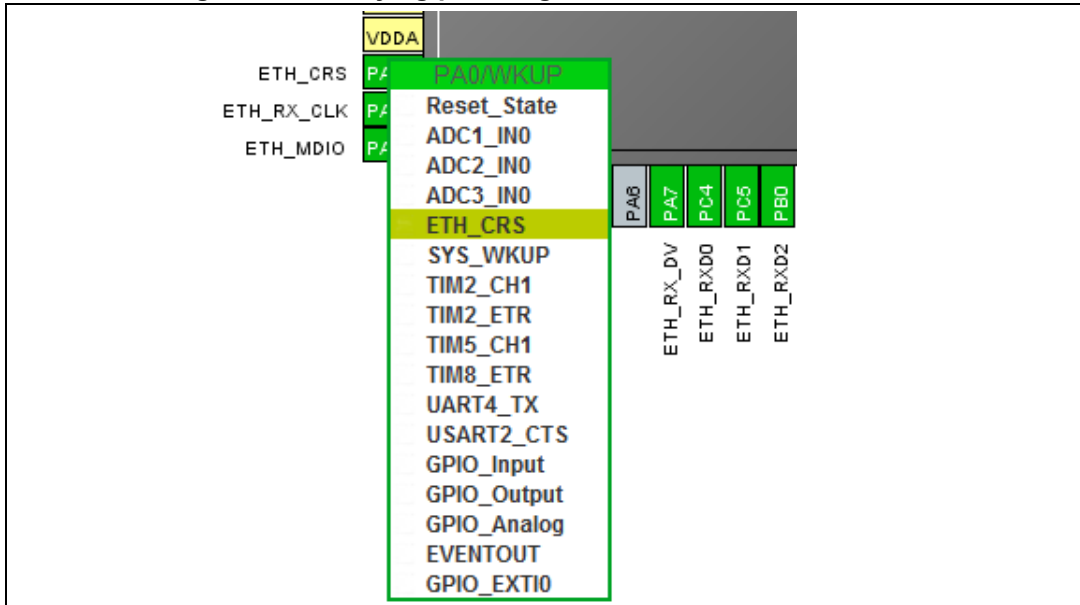 VDDA
ETH_CRS
PA0/WKUP
ETH_RX_CLK
ETH_MDIO
Reset_State
ADC1_IN0
ADC2_IN0
ADC3_IN0
ETH_CRS
SYS_WKUP
TIM2_CH1
TIM2_ETR
TIM5_CH1
TIM8_ETR
UART4_TX
USART2_CTS
GPIO_Input
GPIO_Output
GPIO_Analog
EVENTOUT
GPIO_EXTI0
PA6
PA7
PC4
PC5
PB0
ETH_RX_DV
ETH_RXD0
ETH_RXD1
ETH_RXD2